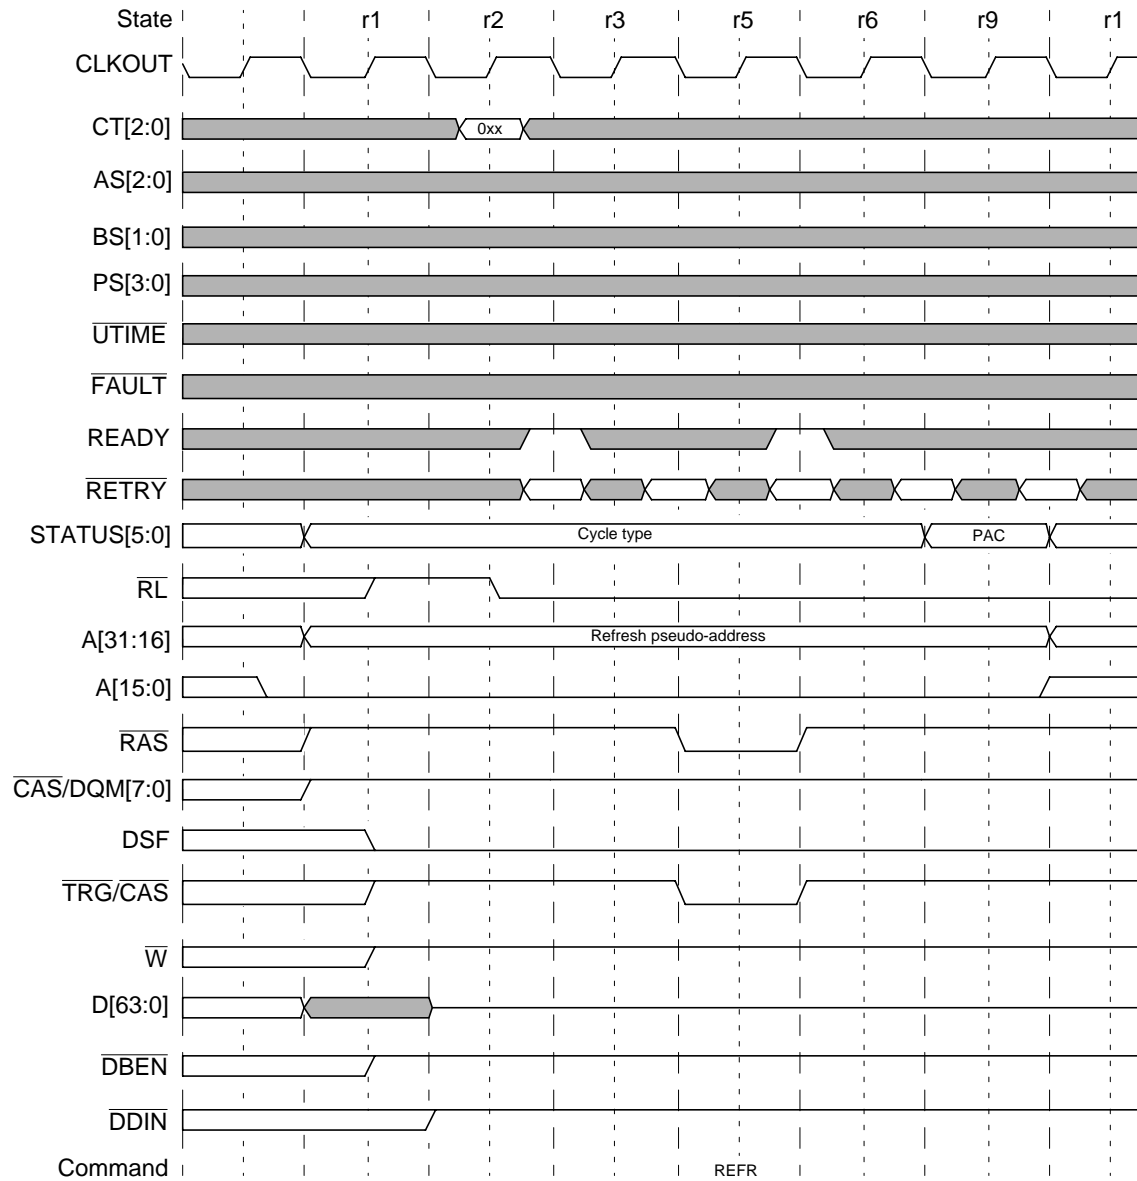 State r1 r2 r3 r5 r6 r9 r1
CLKOUT
CT[2:0] 0xx
AS[2:0]
BS[1:0]
PS[3:0]
UTIME
FAULT
READY
RETRY
STATUS[5:0] Cycle type PAC
RL
A[31:16] Refresh pseudo-address
A[15:0]
RAS
CAS/DQM[7:0]
DSF
TRG/CAS
W
D[63:0]
DBEN
DDIN
Command REFR